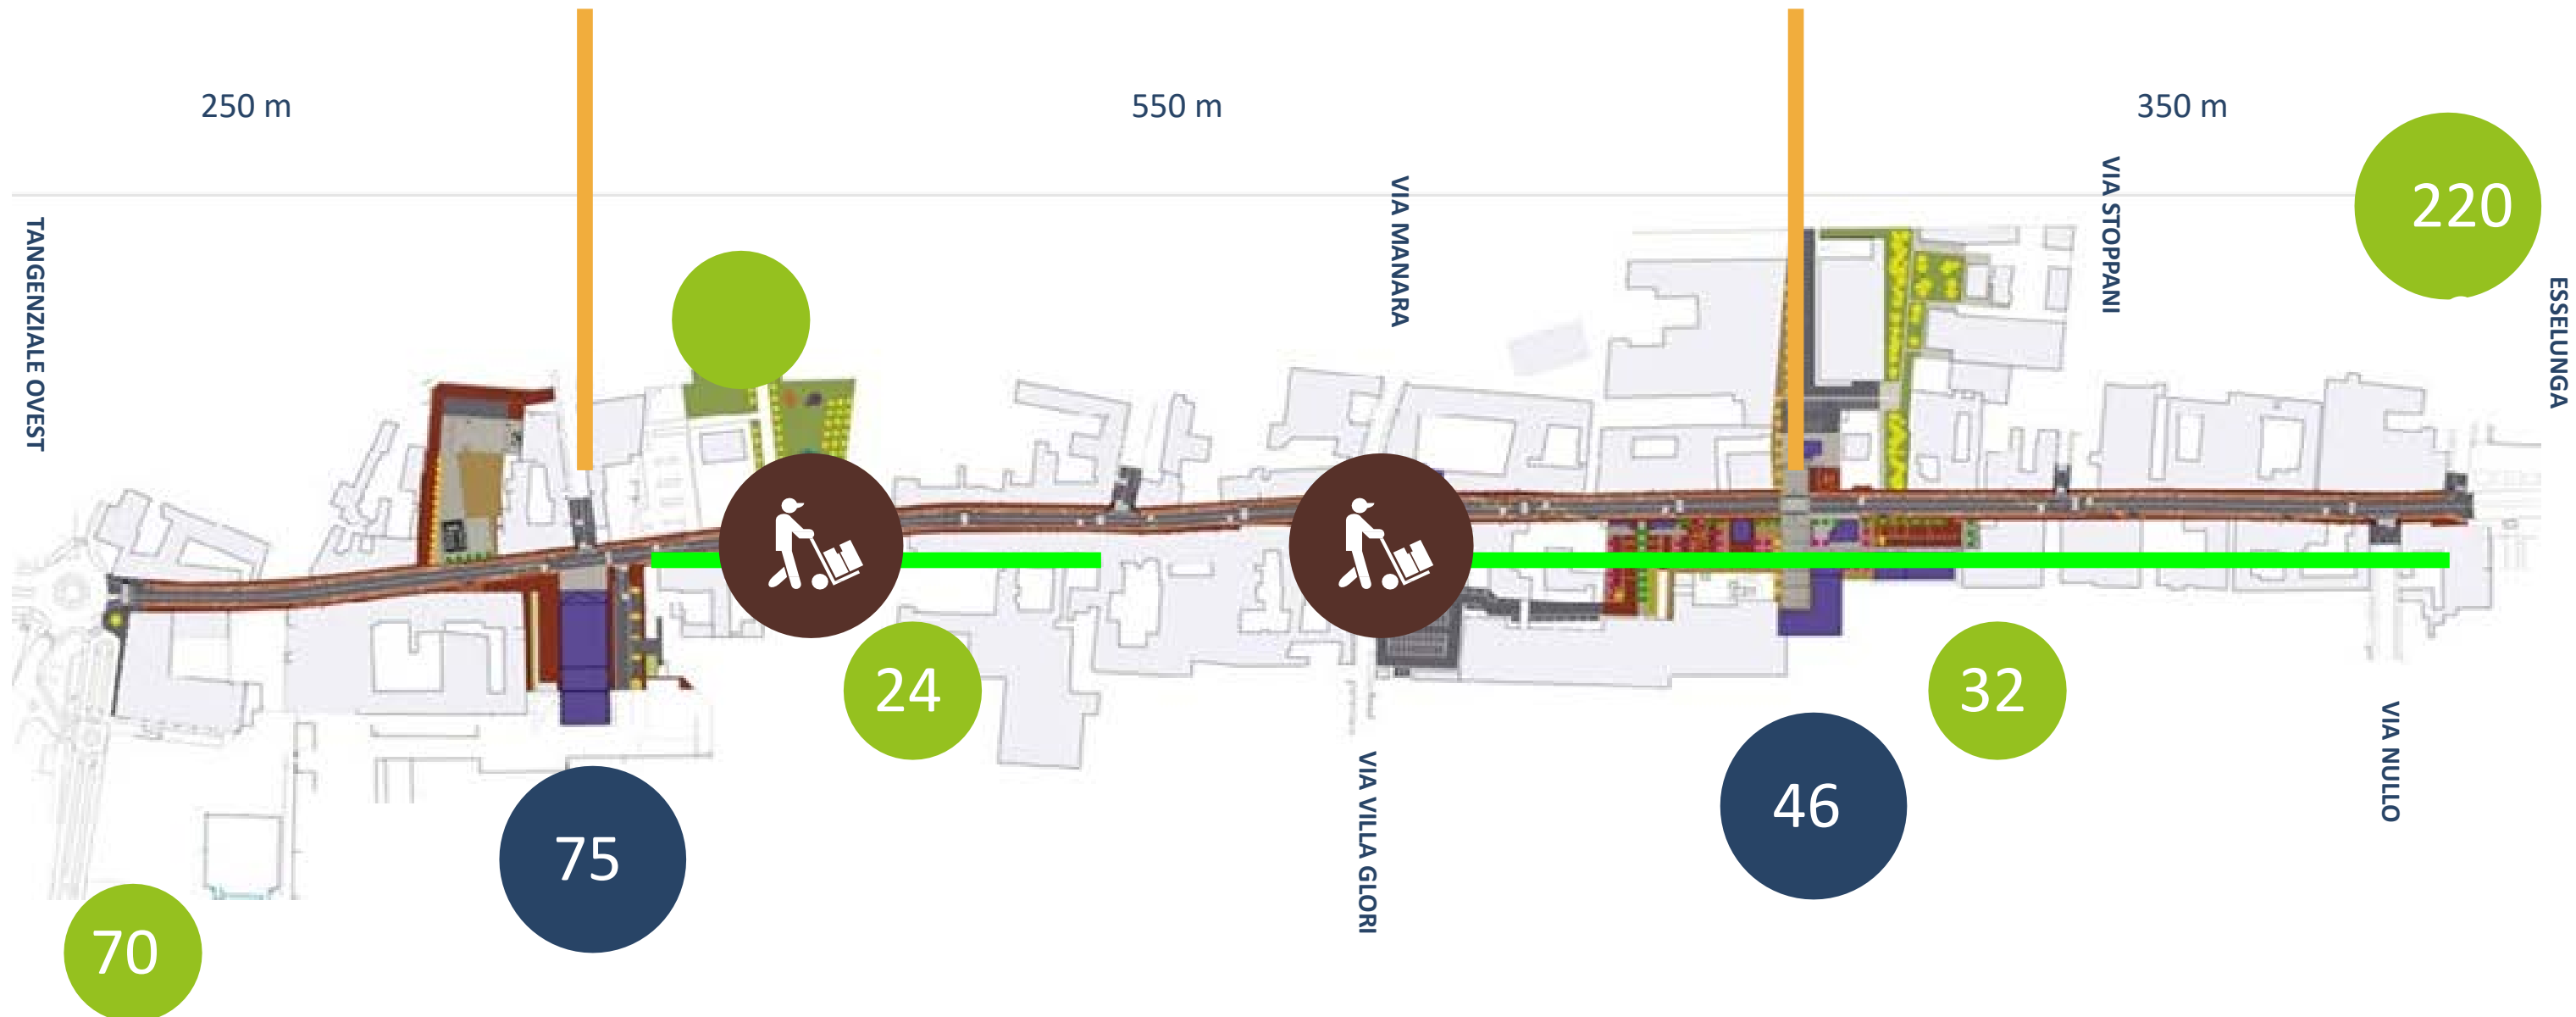 250 m
550 m
350 m
TANGENZIALE OVEST
VIA MANARA
VIA STOPPANI
220
ESSELUNGA
24
32
75
46
VIA VILLA GLORI
VIA NULLO
70